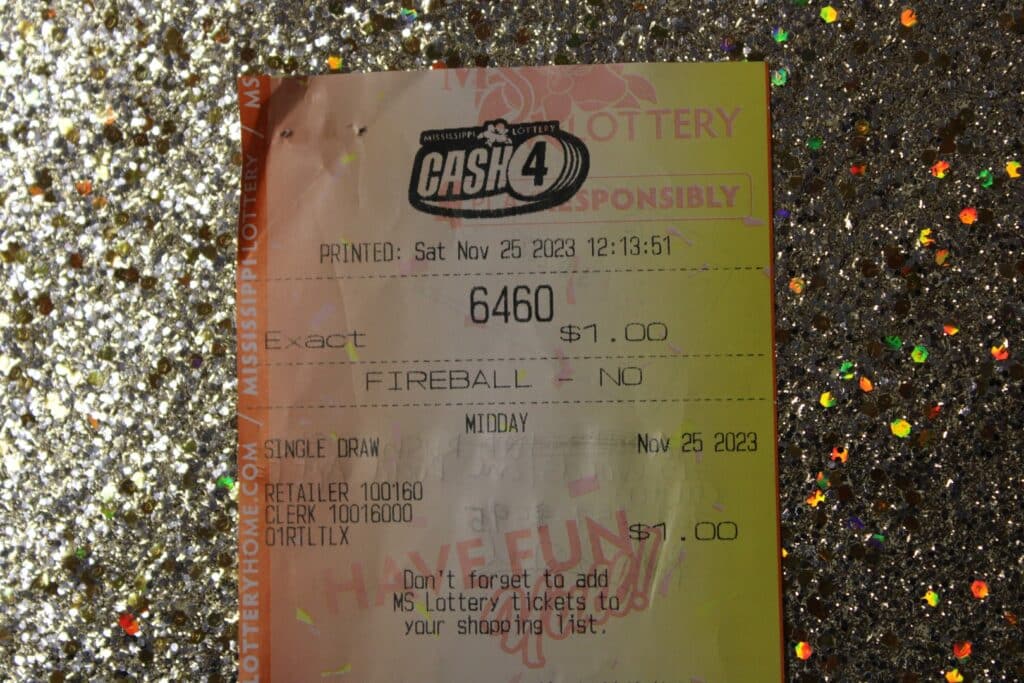 MS LOTTERY
MISSISSIPPI LOTTERY
CASH 4
PLAY RESPONSIBLY
PRINTED: Sat Nov 25 2023 12:13:51
6460
Exact $1.00
FIREBALL - NO
MIDDAY
SINGLE DRAW Nov 25 2023
RETAILER 100160
CLERK 10016000
01RTLTLX $1.00
HAVE FUN
Don't forget to add
MS Lottery tickets to
your shopping list.
LOTTERYHOME.COM / MISSISSIPPI LOTTERY / MS